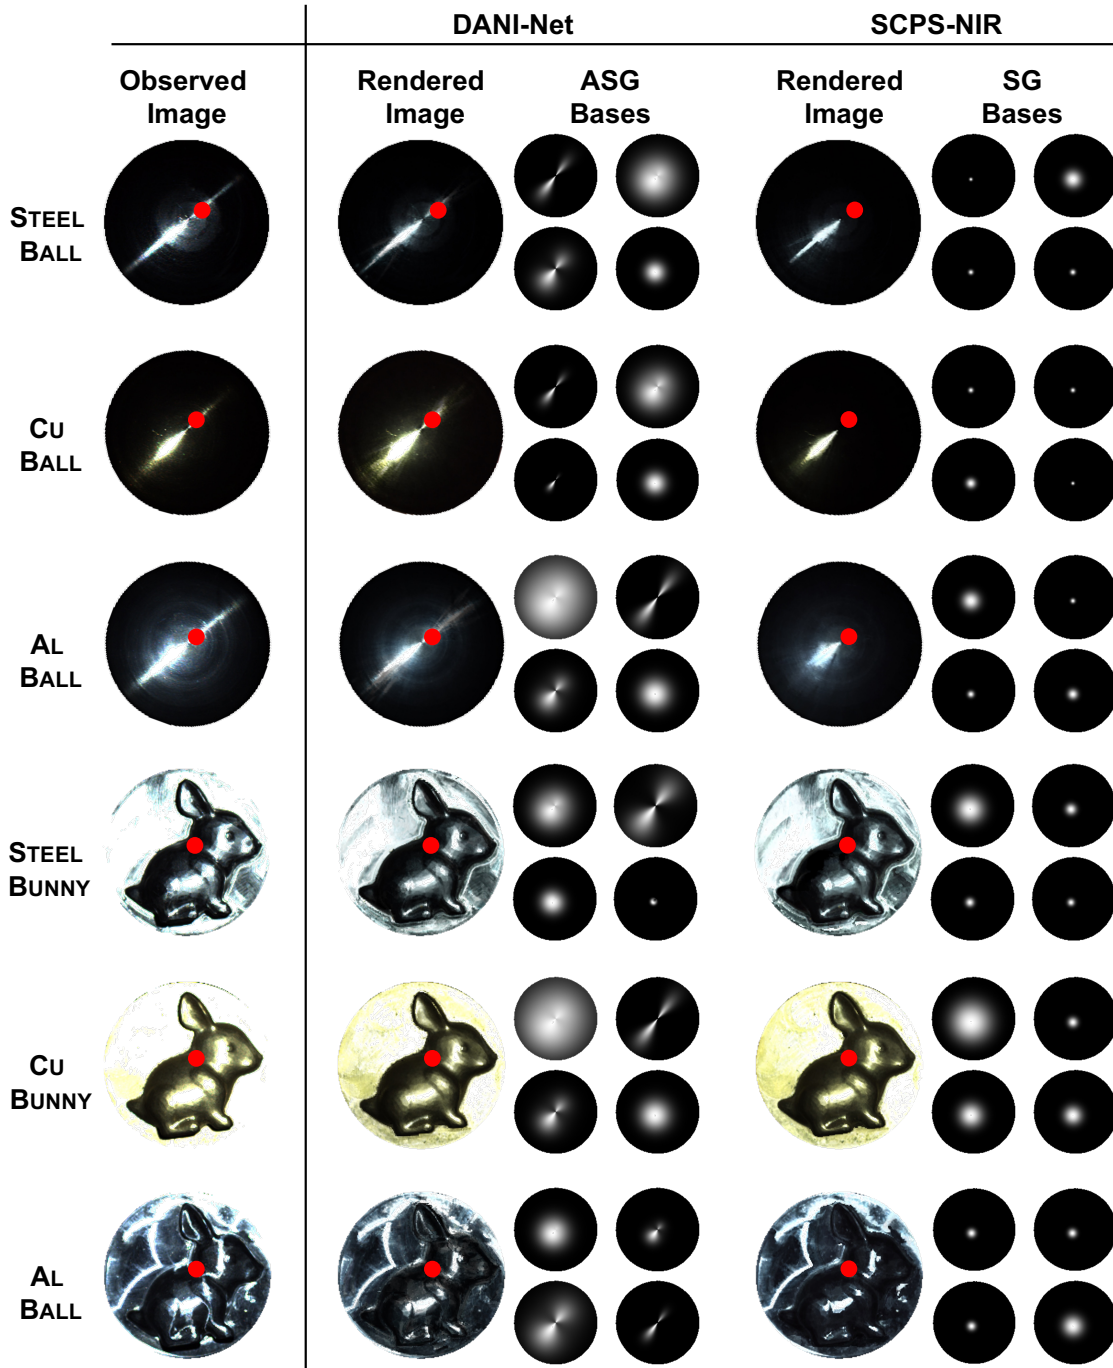 DANI-Net SCPS-NIR
Observed Image
Rendered Image
ASG Bases
Rendered Image
SG Bases
STEEL
BALL
CU
BALL
AL
BALL
STEEL
BUNNY
CU
BUNNY
AL
BALL